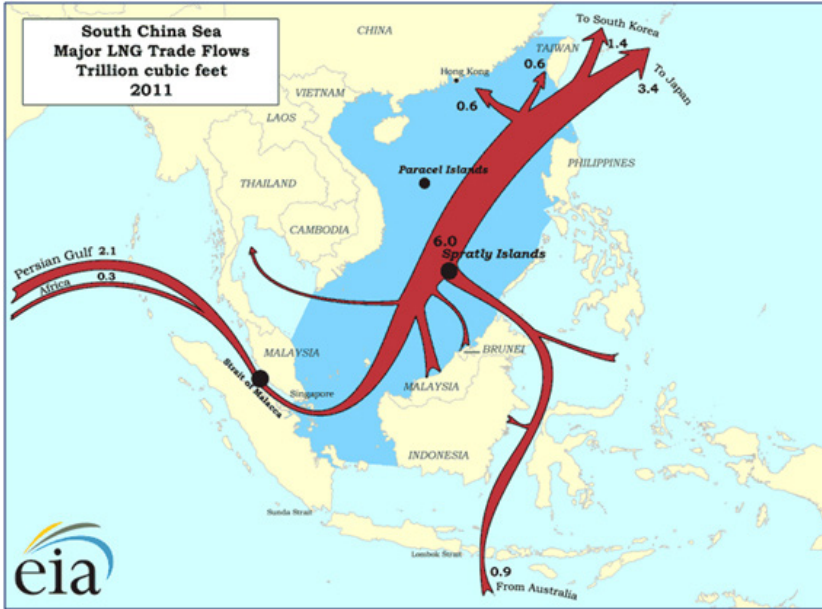 South China Sea
Major LNG Trade Flows
Trillion cubic feet
2011
CHINA
To South Korea
1.4
TAIWAN
0.6
To Japan
3.4
Hong Kong
0.6
VIETNAM
LAOS
Paracel Islands
PHILIPPINES
THAILAND
CAMBODIA
6.0
Spratly Islands
Persian Gulf 2.1
Africa 0.3
MALAYSIA
BRUNEI
Strait of Malacca
Singapore
MALAYSIA
INDONESIA
Sunda Strait
Lombok Strait
0.9
From Australia
eia